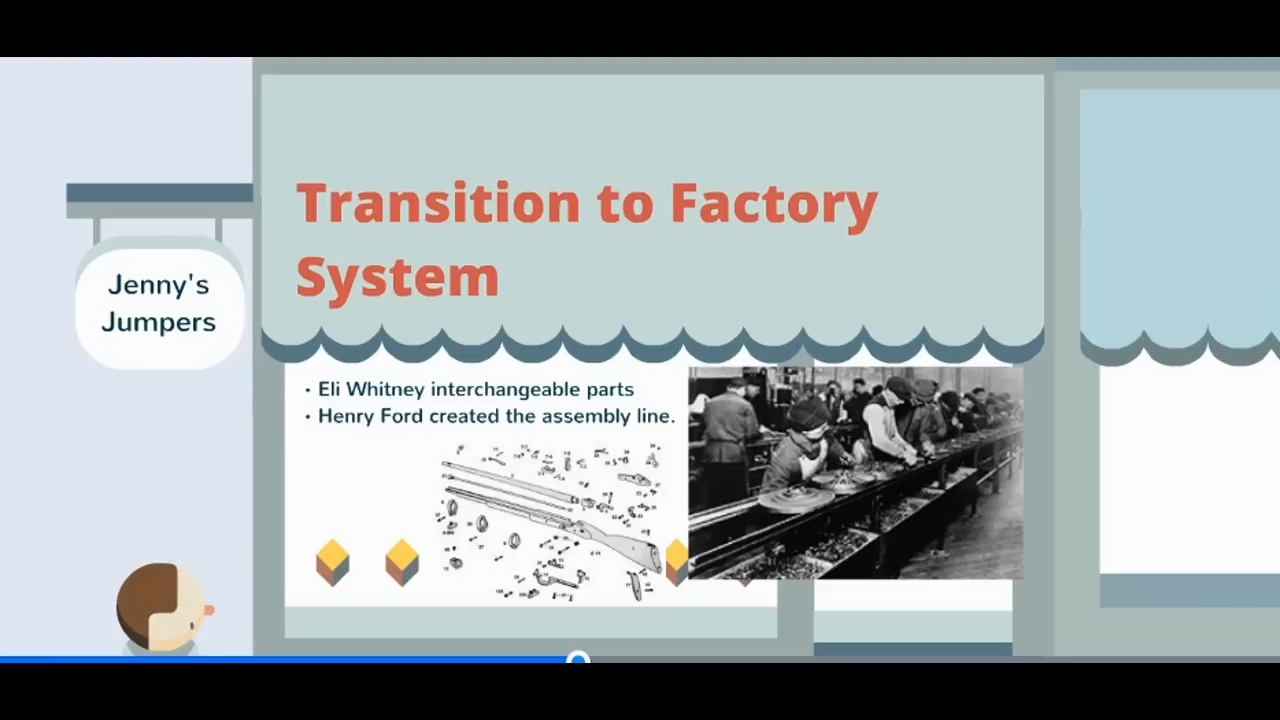 Transition to Factory
System
Jenny's
Jumpers
• Eli Whitney interchangeable parts
• Henry Ford created the assembly line.